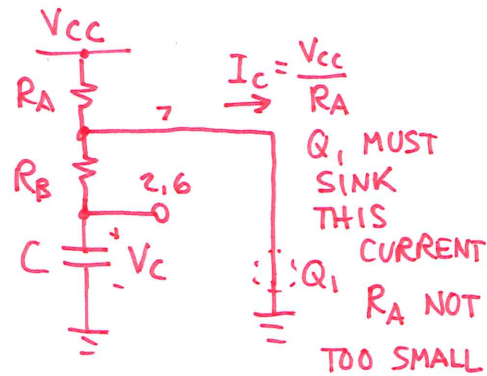 VCC
RA
7
IC = VCC / RA
Q1 MUST
SINK
THIS
CURRENT
RA NOT
TOO SMALL
RB
2,6
C
+
VC
-
Q1